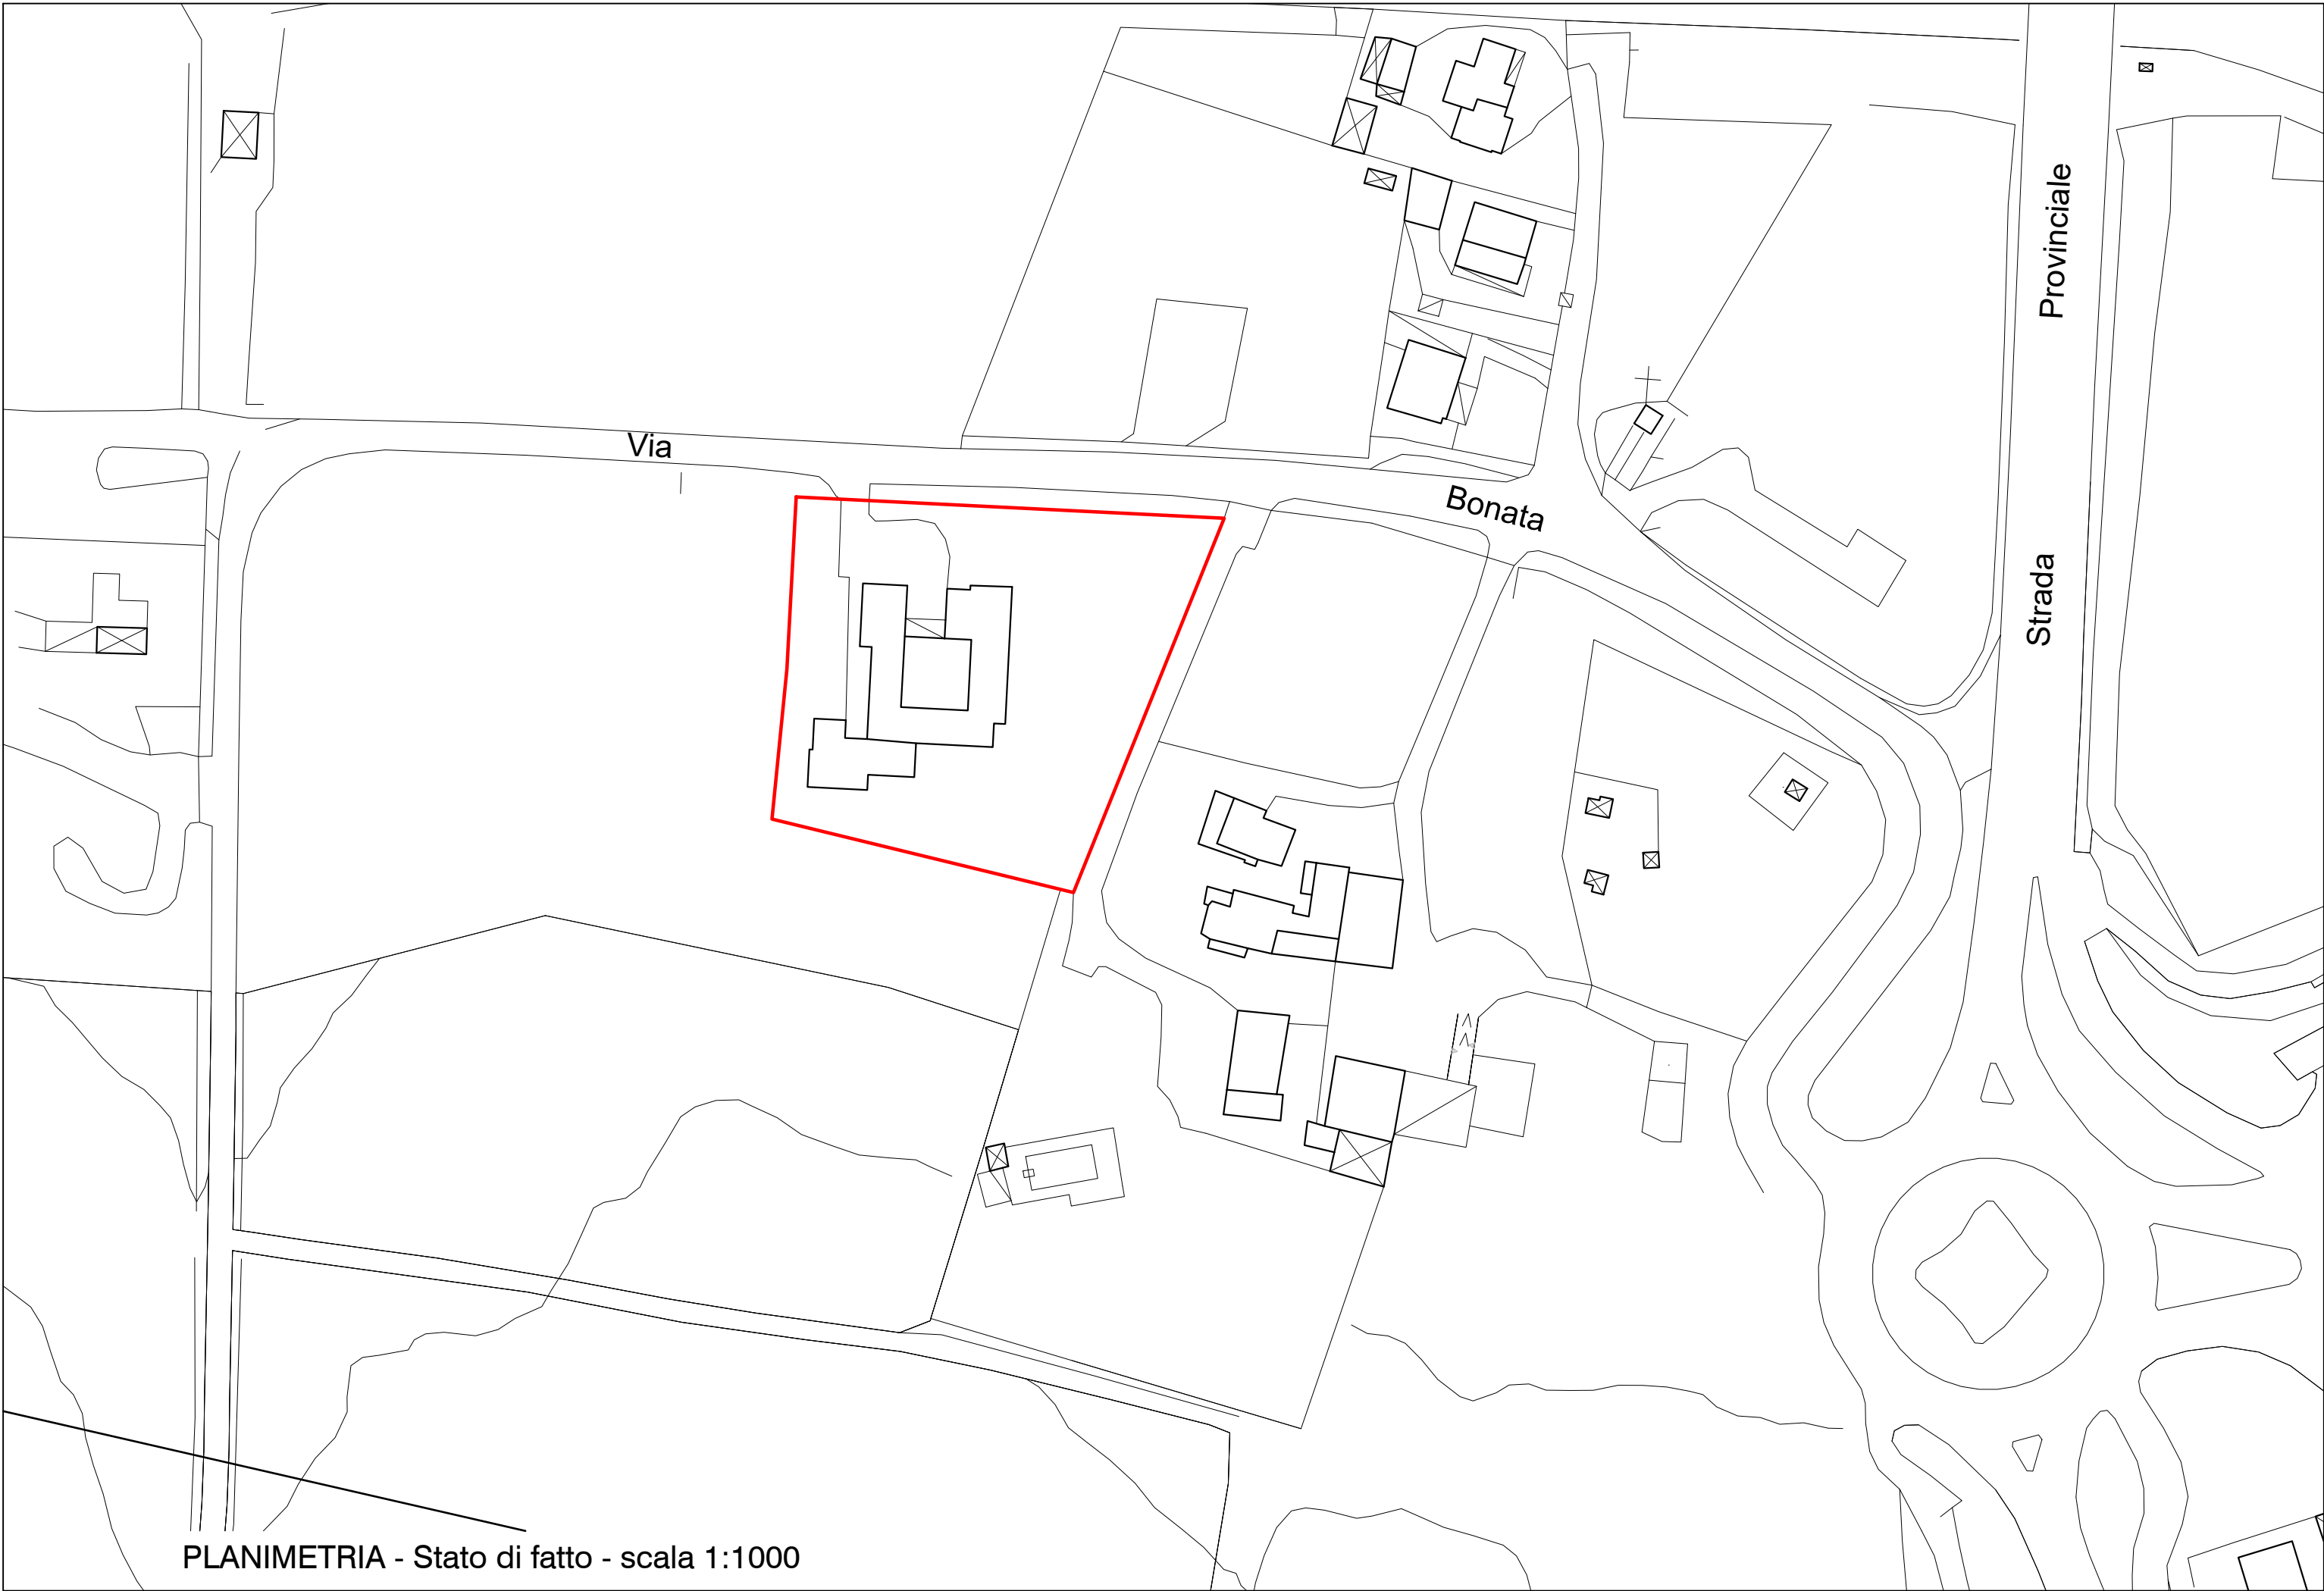 Provinciale
Via
Bonata
Strada
PLANIMETRIA - Stato di fatto - scala 1:1000